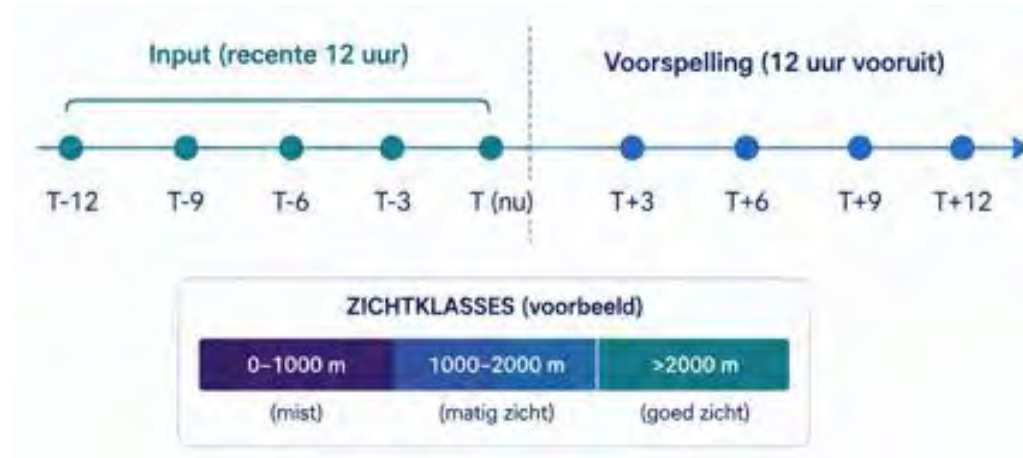 Input (recente 12 uur)
Voorspelling (12 uur vooruit)
T-12 T-9 T-6 T-3 T (nu) T+3 T+6 T+9 T+12
ZICHTKLASSES (voorbeeld)
0–1000 m 1000–2000 m >2000 m
(mist) (matig zicht) (goed zicht)